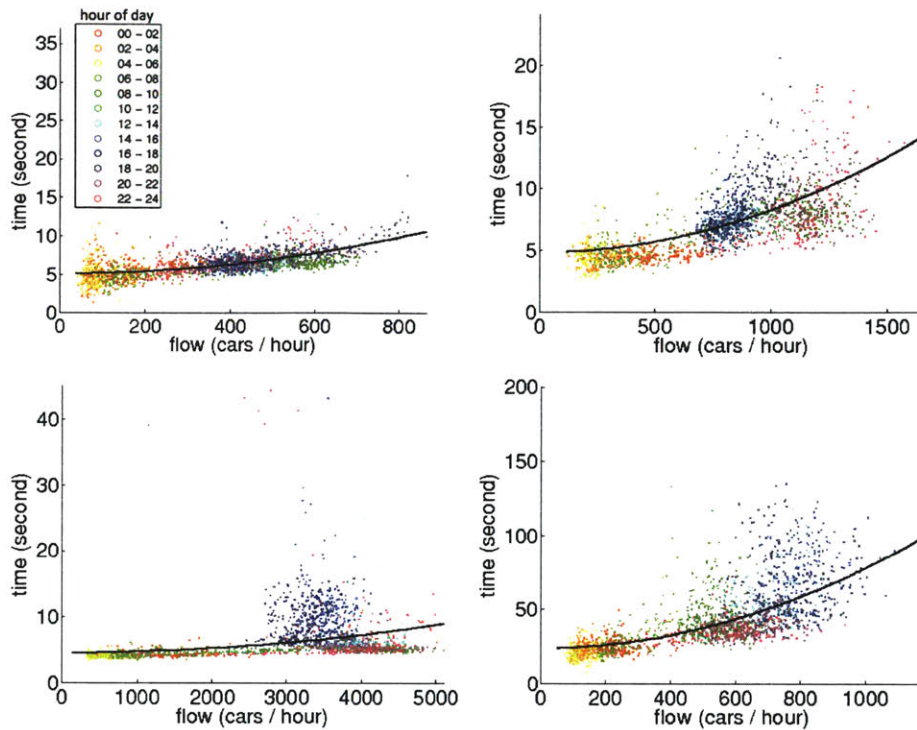 hour of day
00 - 02
02 - 04
04 - 06
06 - 08
08 - 10
10 - 12
12 - 14
14 - 16
16 - 18
18 - 20
20 - 22
22 - 24
35
30
25
20
15
10
5
0
time (second)
0 200 400 600 800
flow (cars / hour)
20
15
10
5
0
time (second)
0 500 1000 1500
flow (cars / hour)
40
30
20
10
0
time (second)
0 1000 2000 3000 4000 5000
flow (cars / hour)
200
150
100
50
0
time (second)
0 200 400 600 800 1000
flow (cars / hour)